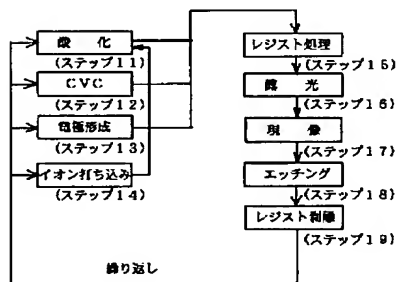 酸化
(ステップ11)
CVC
(ステップ12)
電極形成
(ステップ13)
イオン打ち込み
(ステップ14)
レジスト処理
(ステップ15)
露光
(ステップ16)
現像
(ステップ17)
エッチング
(ステップ18)
レジスト剥離
(ステップ19)
繰り返し